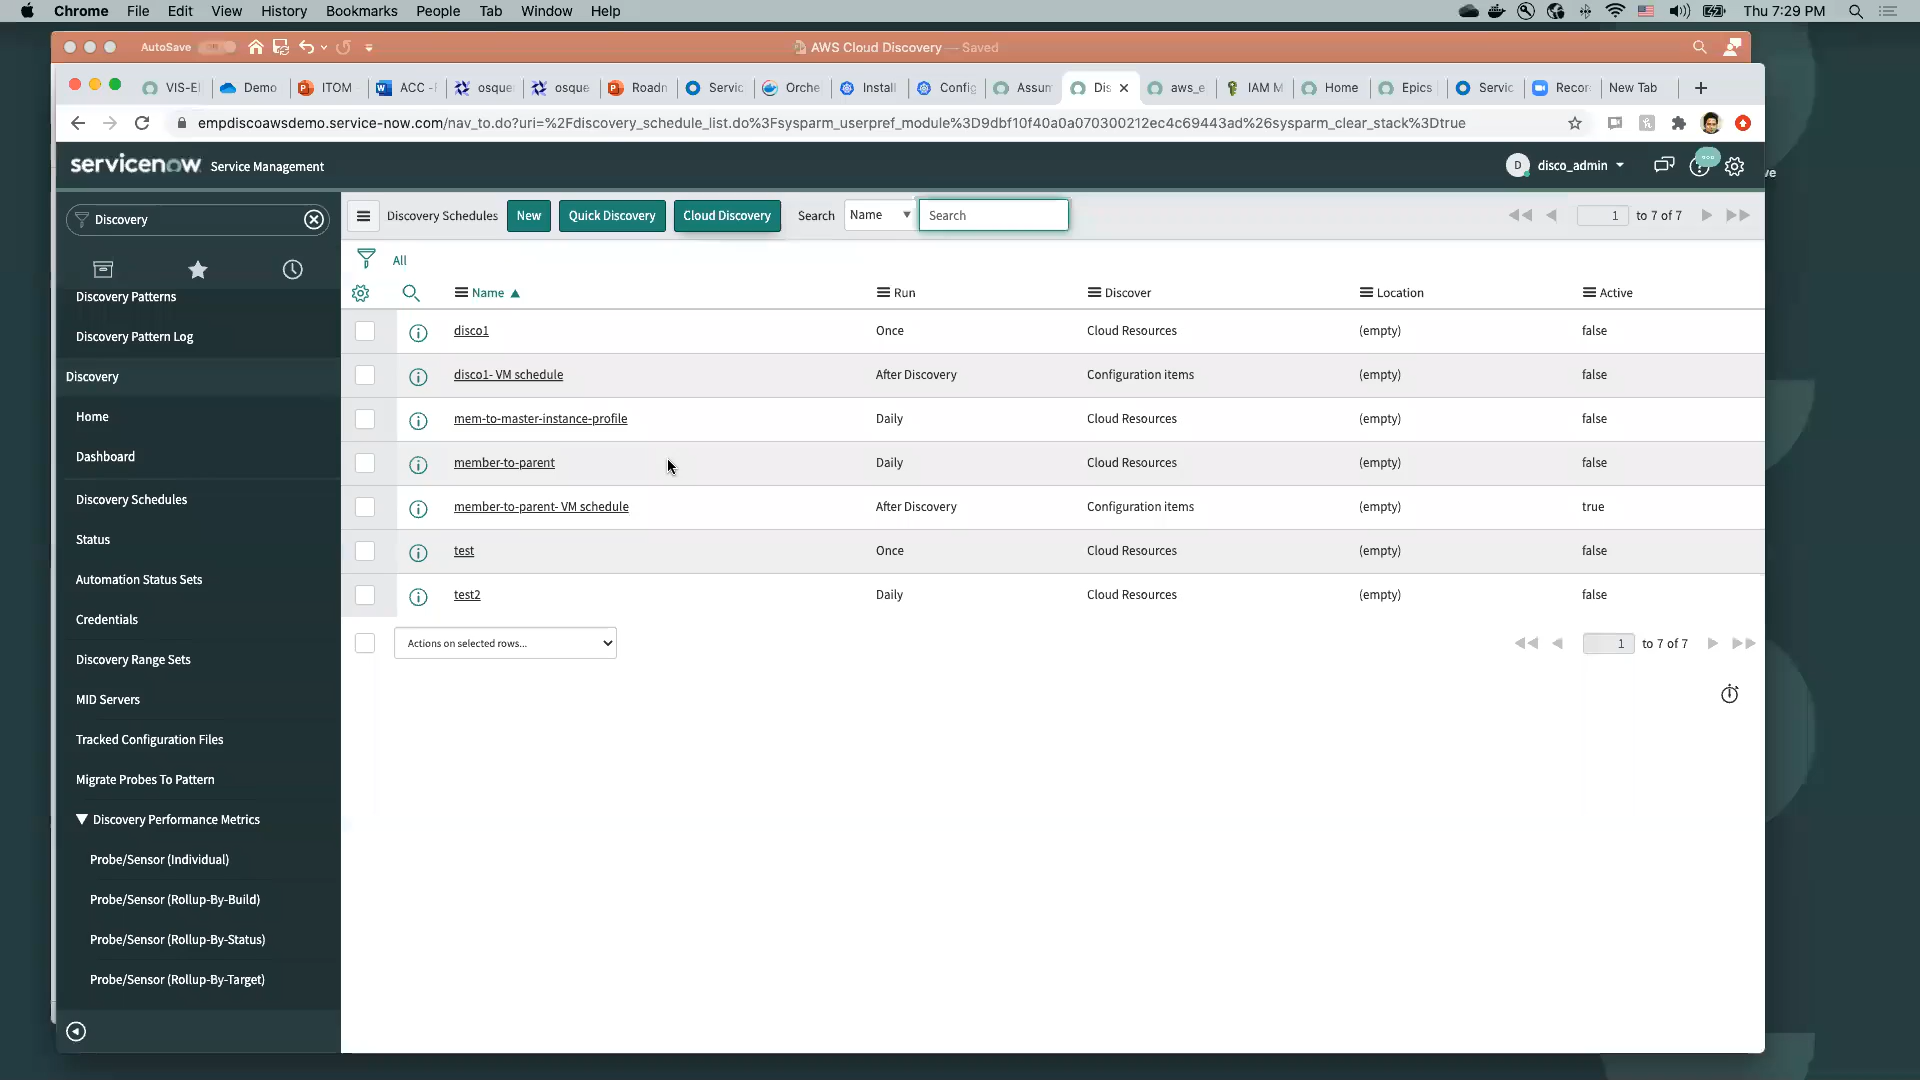 Chrome File Edit View History Bookmarks People Tab Window Help Thu 7:29 PM
AutoSave AWS Cloud Discovery — Saved
VIS-E Demo ITOM ACC - osque osque Roadn Servic Orche Install Config Assum Dis aws_e IAM M Home Epics Servic Recor New Tab
empdiscoawsdemo.service-now.com/nav_to.do?uri=%2Fdiscovery_schedule_list.do%3Fsysparm_userpref_module%3D9dbf10f40a0a070300212ec4c69443ad%26sysparm_clear_stack%3Dtrue
servicenow Service Management D disco_admin
ve
Discovery
Discovery Patterns
Discovery Pattern Log
Discovery
Home
Dashboard
Discovery Schedules
Status
Automation Status Sets
Credentials
Discovery Range Sets
MID Servers
Tracked Configuration Files
Migrate Probes To Pattern
Discovery Performance Metrics
Probe/Sensor (Individual)
Probe/Sensor (Rollup-By-Build)
Probe/Sensor (Rollup-By-Status)
Probe/Sensor (Rollup-By-Target)
Discovery Schedules New Quick Discovery Cloud Discovery Search Name Search 1 to 7 of 7
All
Name Run Discover Location Active
disco1 Once Cloud Resources (empty) false
disco1- VM schedule After Discovery Configuration items (empty) false
mem-to-master-instance-profile Daily Cloud Resources (empty) false
member-to-parent Daily Cloud Resources (empty) false
member-to-parent- VM schedule After Discovery Configuration items (empty) true
test Once Cloud Resources (empty) false
test2 Daily Cloud Resources (empty) false
Actions on selected rows... 1 to 7 of 7